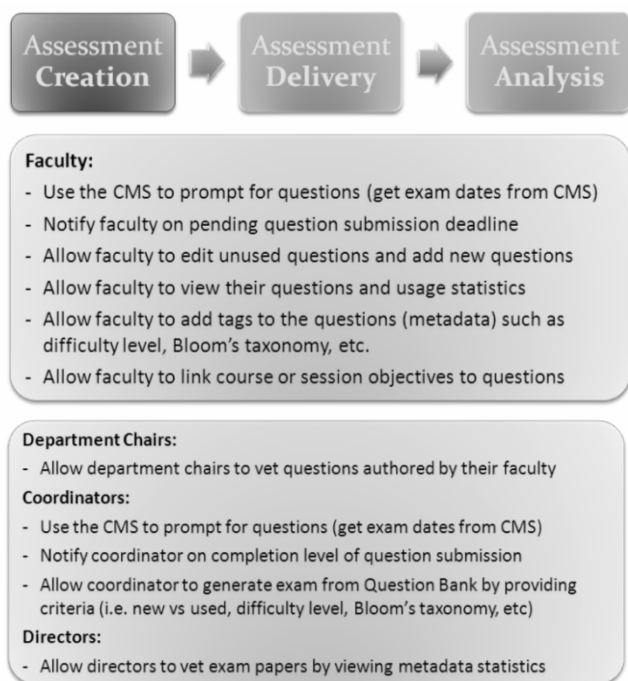 Assessment
Creation
Assessment
Delivery
Assessment
Analysis
Faculty:
- Use the CMS to prompt for questions (get exam dates from CMS)
- Notify faculty on pending question submission deadline
- Allow faculty to edit unused questions and add new questions
- Allow faculty to view their questions and usage statistics
- Allow faculty to add tags to the questions (metadata) such as
difficulty level, Bloom's taxonomy, etc.
- Allow faculty to link course or session objectives to questions
Department Chairs:
- Allow department chairs to vet questions authored by their faculty
Coordinators:
- Use the CMS to prompt for questions (get exam dates from CMS)
- Notify coordinator on completion level of question submission
- Allow coordinator to generate exam from Question Bank by providing
criteria (i.e. new vs used, difficulty level, Bloom's taxonomy, etc)
Directors:
- Allow directors to vet exam papers by viewing metadata statistics